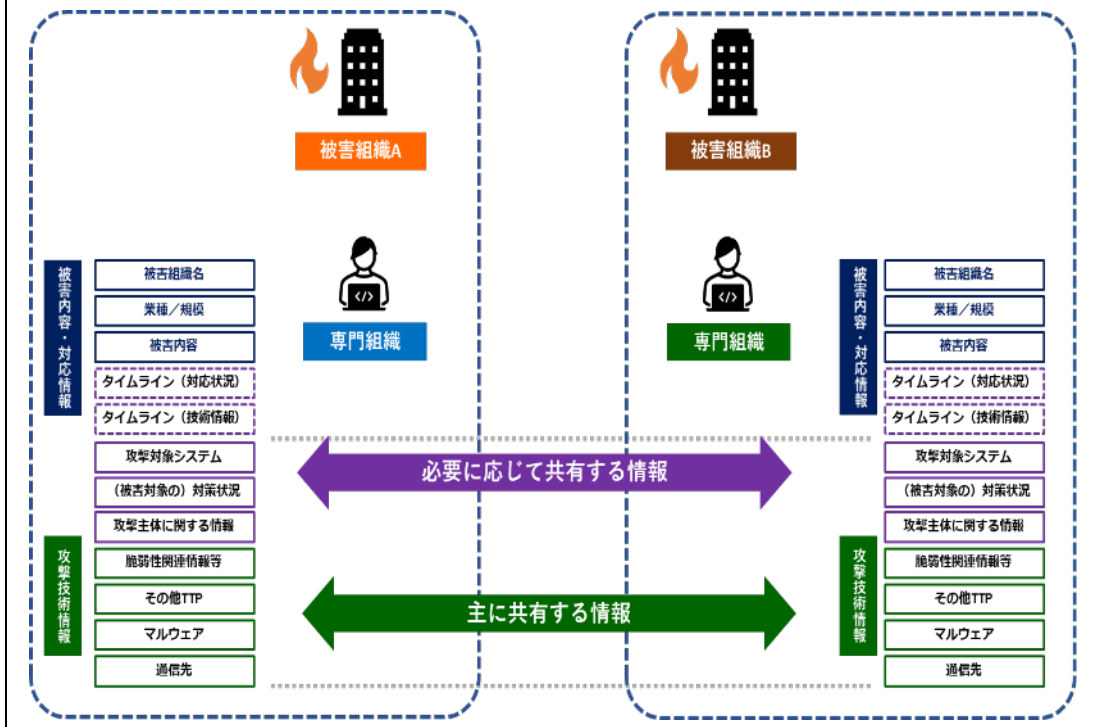 被害組織A
被害組織B
専門組織
専門組織
被害内容・対応情報
被害組織名
業種/規模
被害内容
タイムライン（対応状況）
タイムライン（技術情報）
攻撃対象システム
（被害対象の）対策状況
攻撃主体に関する情報
攻撃技術情報
脆弱性関連情報等
その他TTP
マルウェア
通信先
必要に応じて共有する情報
主に共有する情報
被害内容・対応情報
被害組織名
業種/規模
被害内容
タイムライン（対応状況）
タイムライン（技術情報）
攻撃対象システム
（被害対象の）対策状況
攻撃主体に関する情報
攻撃技術情報
脆弱性関連情報等
その他TTP
マルウェア
通信先